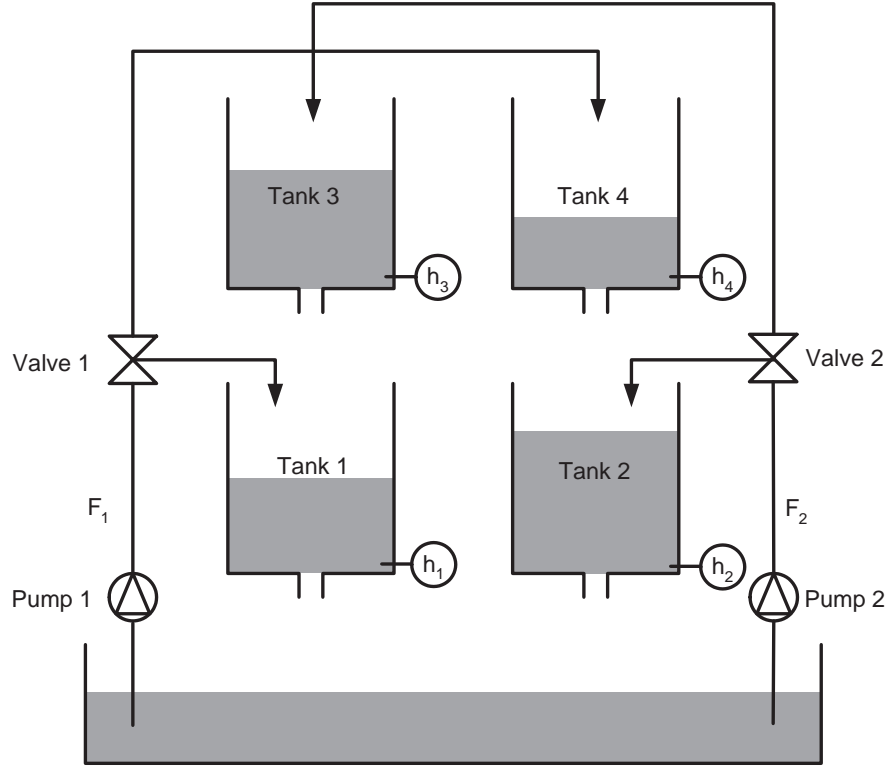 Tank 3
Tank 4
h3
h4
Valve 1
Valve 2
Tank 1
Tank 2
F1
F2
h1
h2
Pump 1
Pump 2